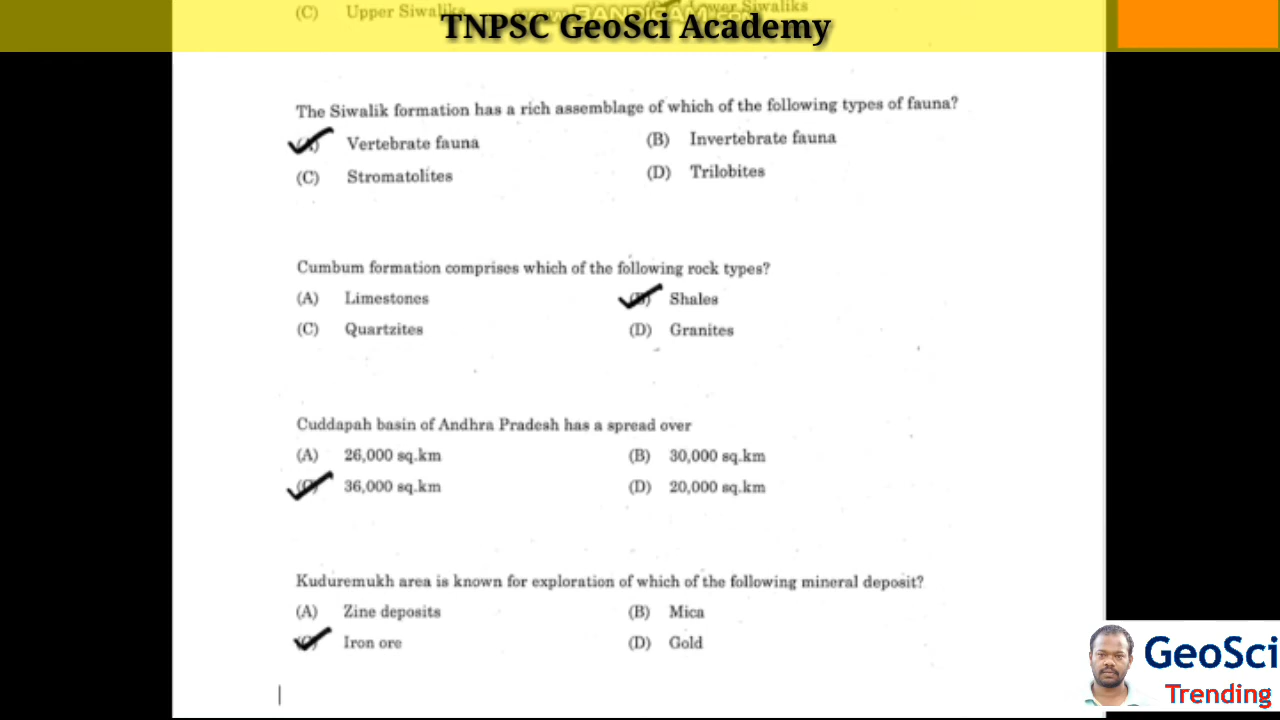 (C) Upper Siwaliks Lower Siwaliks
TNPSC GeoSci Academy
The Siwalik formation has a rich assemblage of which of the following types of fauna?
Vertebrate fauna (B) Invertebrate fauna
(C) Stromatolites (D) Trilobites
Cumbum formation comprises which of the following rock types?
(A) Limestones Shales
(C) Quartzites (D) Granites
Cuddapah basin of Andhra Pradesh has a spread over
(A) 26,000 sq.km (B) 30,000 sq.km
36,000 sq.km (D) 20,000 sq.km
Kuduremukh area is known for exploration of which of the following mineral deposit?
(A) Zine deposits (B) Mica
Iron ore (D) Gold
GeoSci
Trending